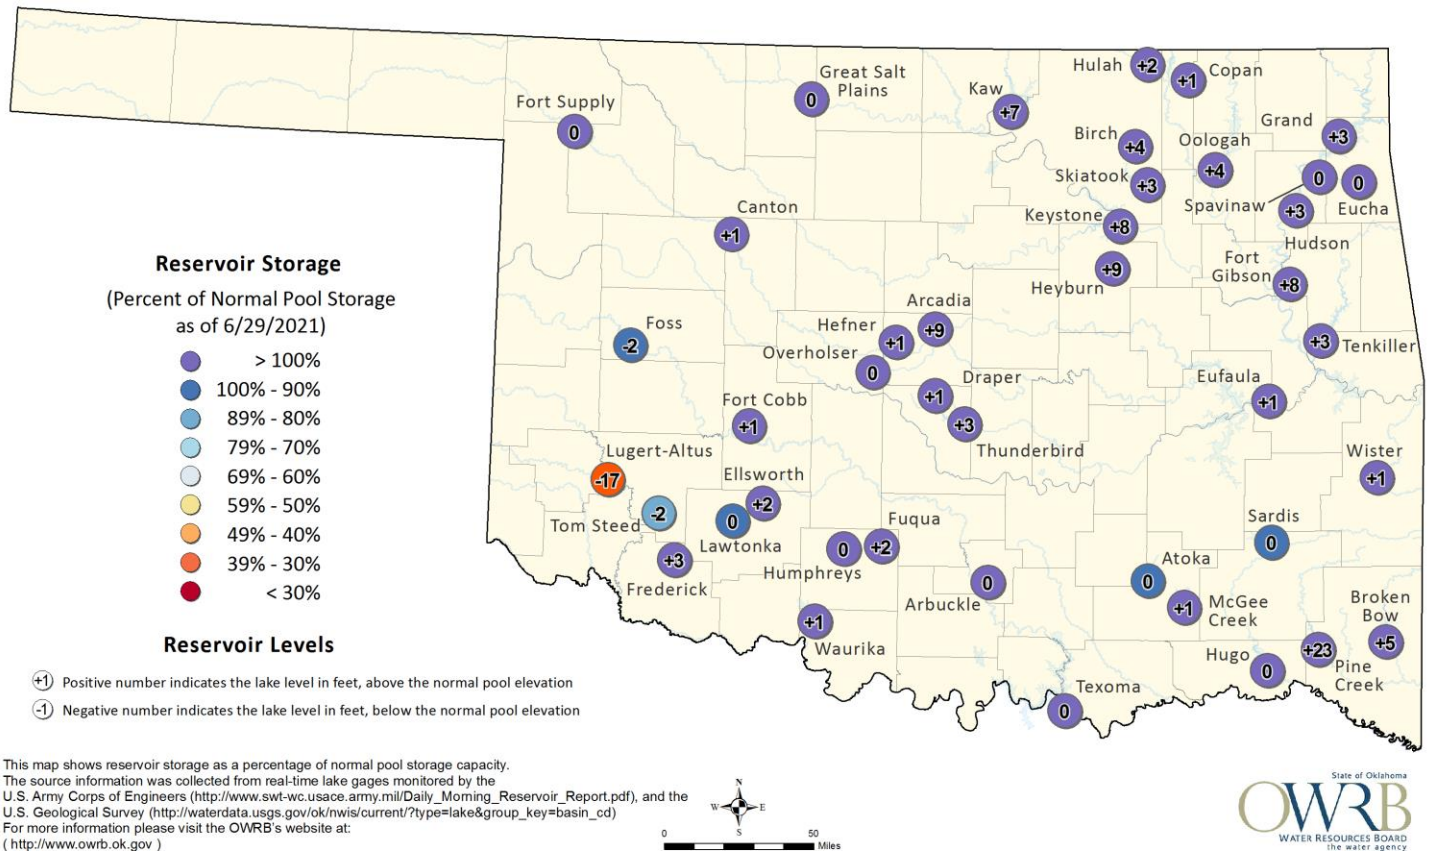 Hulah
+2
+1
Copan
Great Salt
Plains
0
Kaw
+7
Fort Supply
0
Grand
+3
Birch
+4
Oologah
+4
Skiatook
+3
0
0
Spavinaw
+3
Eucha
Hudson
Keystone
+8
Canton
+1
Heyburn
+9
Fort
Gibson
+8
Reservoir Storage
(Percent of Normal Pool Storage
as of 6/29/2021)
> 100%
100% - 90%
89% - 80%
79% - 70%
69% - 60%
59% - 50%
49% - 40%
39% - 30%
< 30%
Foss
-2
Arcadia
+9
Hefner
+1
Overholser
0
Tenkiller
+3
Draper
+1
Eufaula
+1
Fort Cobb
+1
+3
Thunderbird
Lugert-Altus
-17
Ellsworth
+2
Wister
+1
Tom Steed
-2
0
Lawtonka
Fuqua
+2
Sardis
0
+3
Frederick
0
Humphreys
Arbuckle
0
Atoka
0
+1
McGee
Creek
Broken
Bow
+5
+1
Waurika
Hugo
0
+23
Pine
Creek
Texoma
0
Reservoir Levels
+1 Positive number indicates the lake level in feet, above the normal pool elevation
-1 Negative number indicates the lake level in feet, below the normal pool elevation
This map shows reservoir storage as a percentage of normal pool storage capacity.
The source information was collected from real-time lake gages monitored by the
U.S. Army Corps of Engineers (http://www.swt-wc.usace.army.mil/Daily_Morning_Reservoir_Report.pdf), and the
U.S. Geological Survey (http://waterdata.usgs.gov/ok/nwis/current/?type=lake&group_key=basin_cd)
For more information please visit the OWRB's website at:
( http://www.owrb.ok.gov )
N
W E
S
0 50
Miles
State of Oklahoma
OWRB
WATER RESOURCES BOARD
the water agency